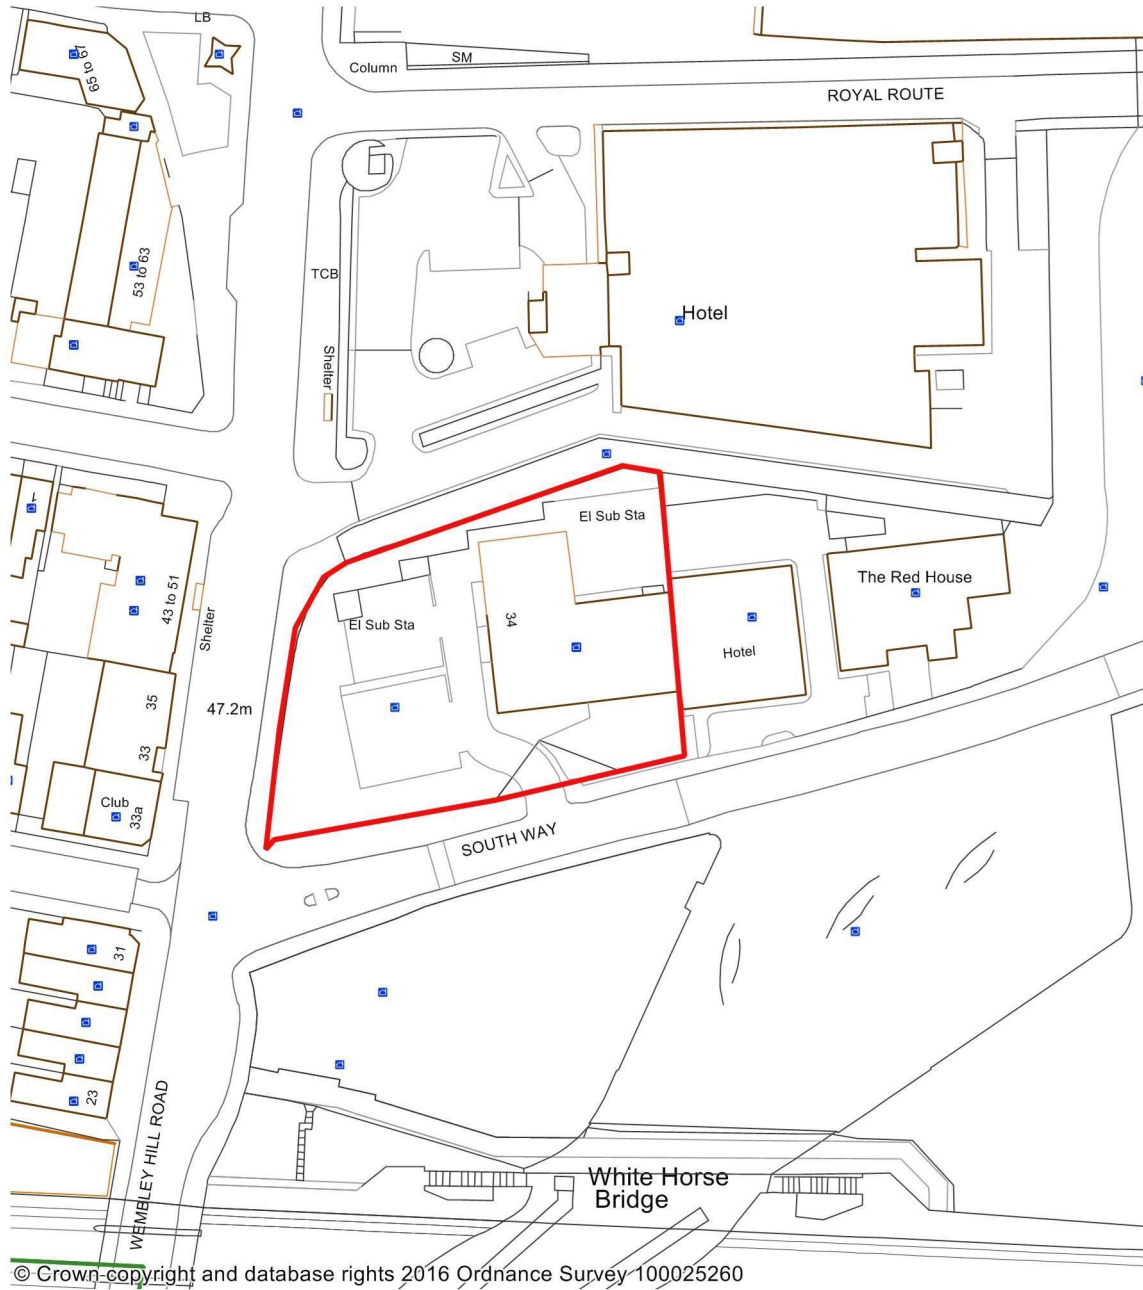 LB
65 to 67
Column
SM
ROYAL ROUTE
53 to 63
TCB
Hotel
Shelter
1
El Sub Sta
The Red House
43 to 51
El Sub Sta
34
Shelter
Hotel
35
47.2m
33
Club
33a
SOUTH WAY
31
23
WEMBLEY HILL ROAD
White Horse
Bridge
© Crown copyright and database rights 2016 Ordnance Survey 100025260